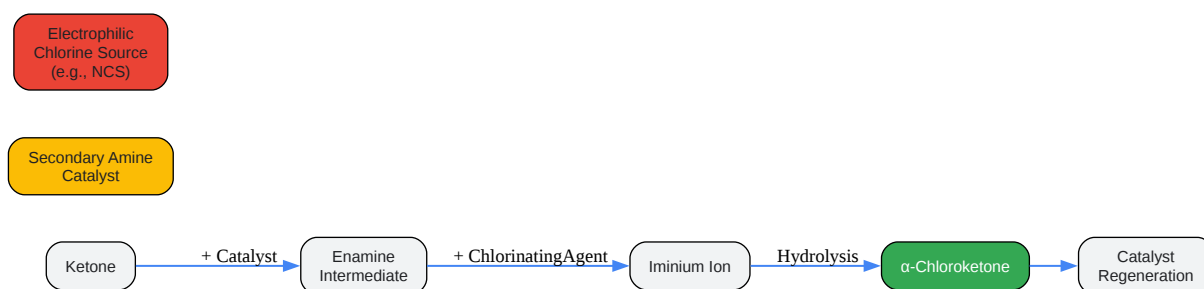 Electrophilic
Chlorine Source
(e.g., NCS)
Secondary Amine
Catalyst
Ketone
+ Catalyst
Enamine
Intermediate
+ ChlorinatingAgent
Iminium Ion
Hydrolysis
α-Chloroketone
Catalyst
Regeneration